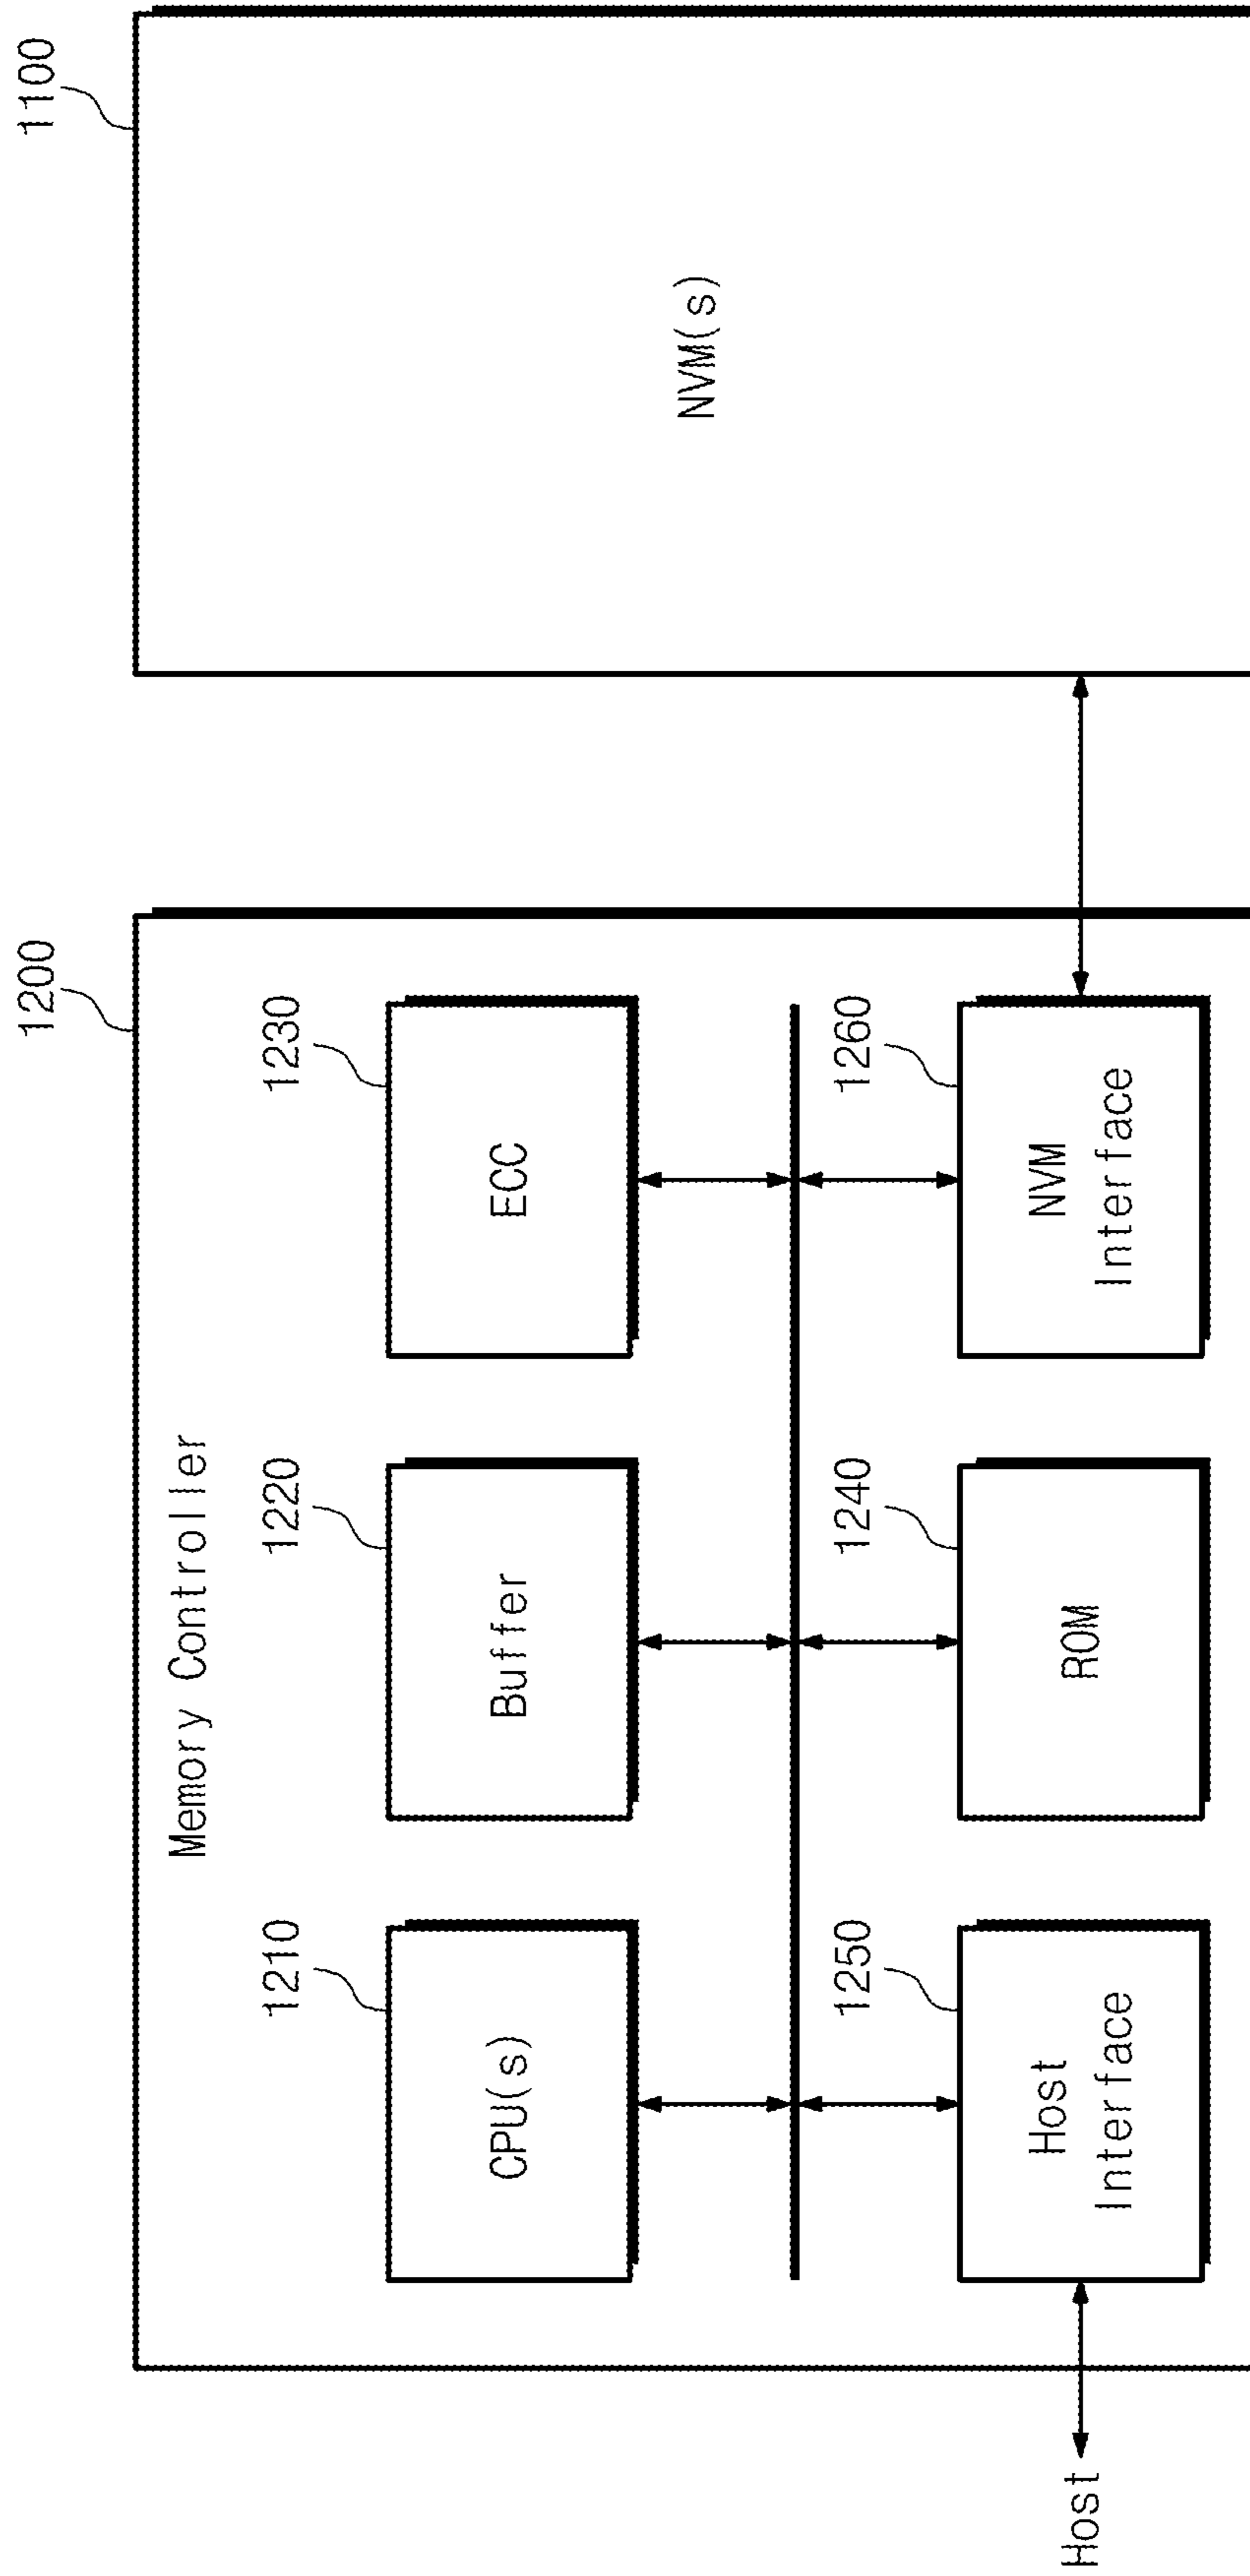 1200
1100
Memory Controller
1210
1220
1230
CPU(s)
Buffer
ECC
NVM(s)
1250
1240
1260
Host
Host
Interface
ROM
NVM
Interface